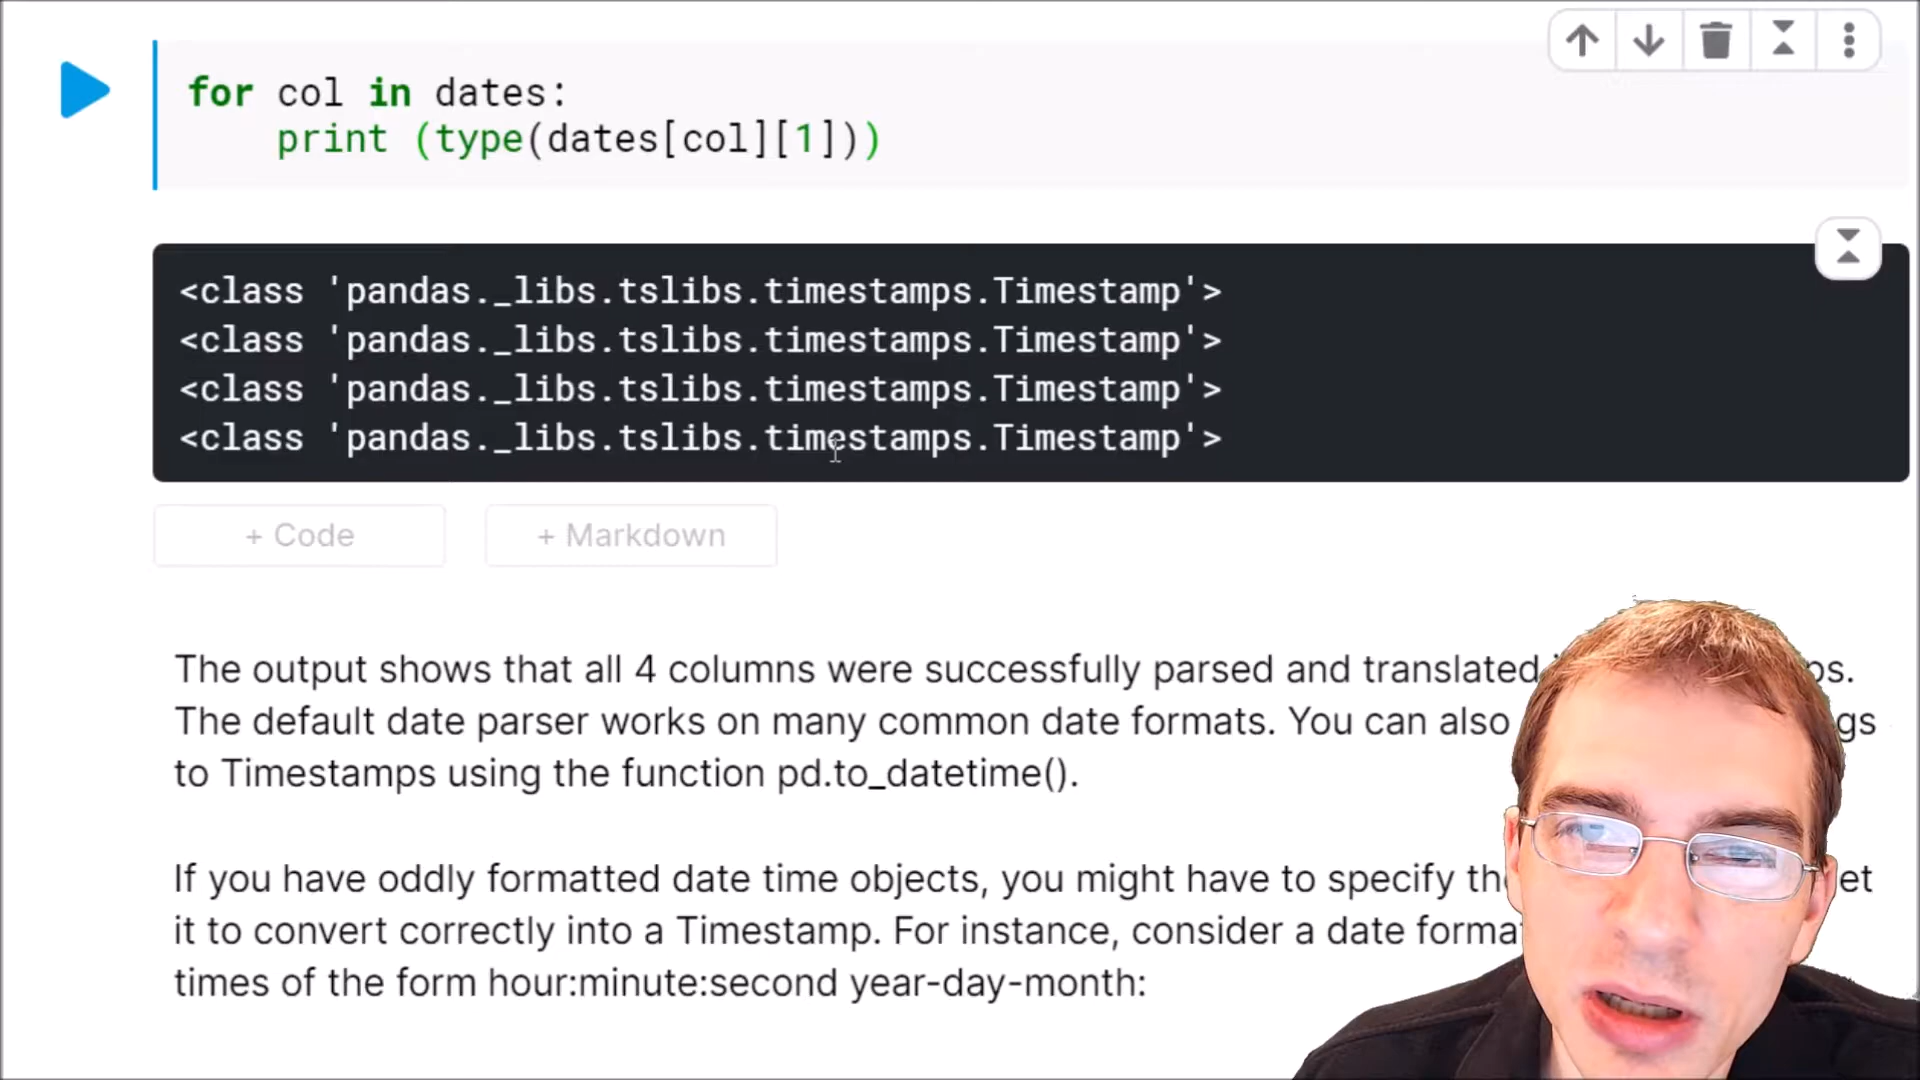 for col in dates:
print (type(dates[col][1]))
<class 'pandas._libs.tslibs.timestamps.Timestamp'>
<class 'pandas._libs.tslibs.timestamps.Timestamp'>
<class 'pandas._libs.tslibs.timestamps.Timestamp'>
<class 'pandas._libs.tslibs.timestamps.Timestamp'>
+ Code
+ Markdown
The output shows that all 4 columns were successfully parsed and translated
The default date parser works on many common date formats. You can also
to Timestamps using the function pd.to_datetime().
If you have oddly formatted date time objects, you might have to specify
it to convert correctly into a Timestamp. For instance, consider a date
times of the form hour:minute:second year-day-month: